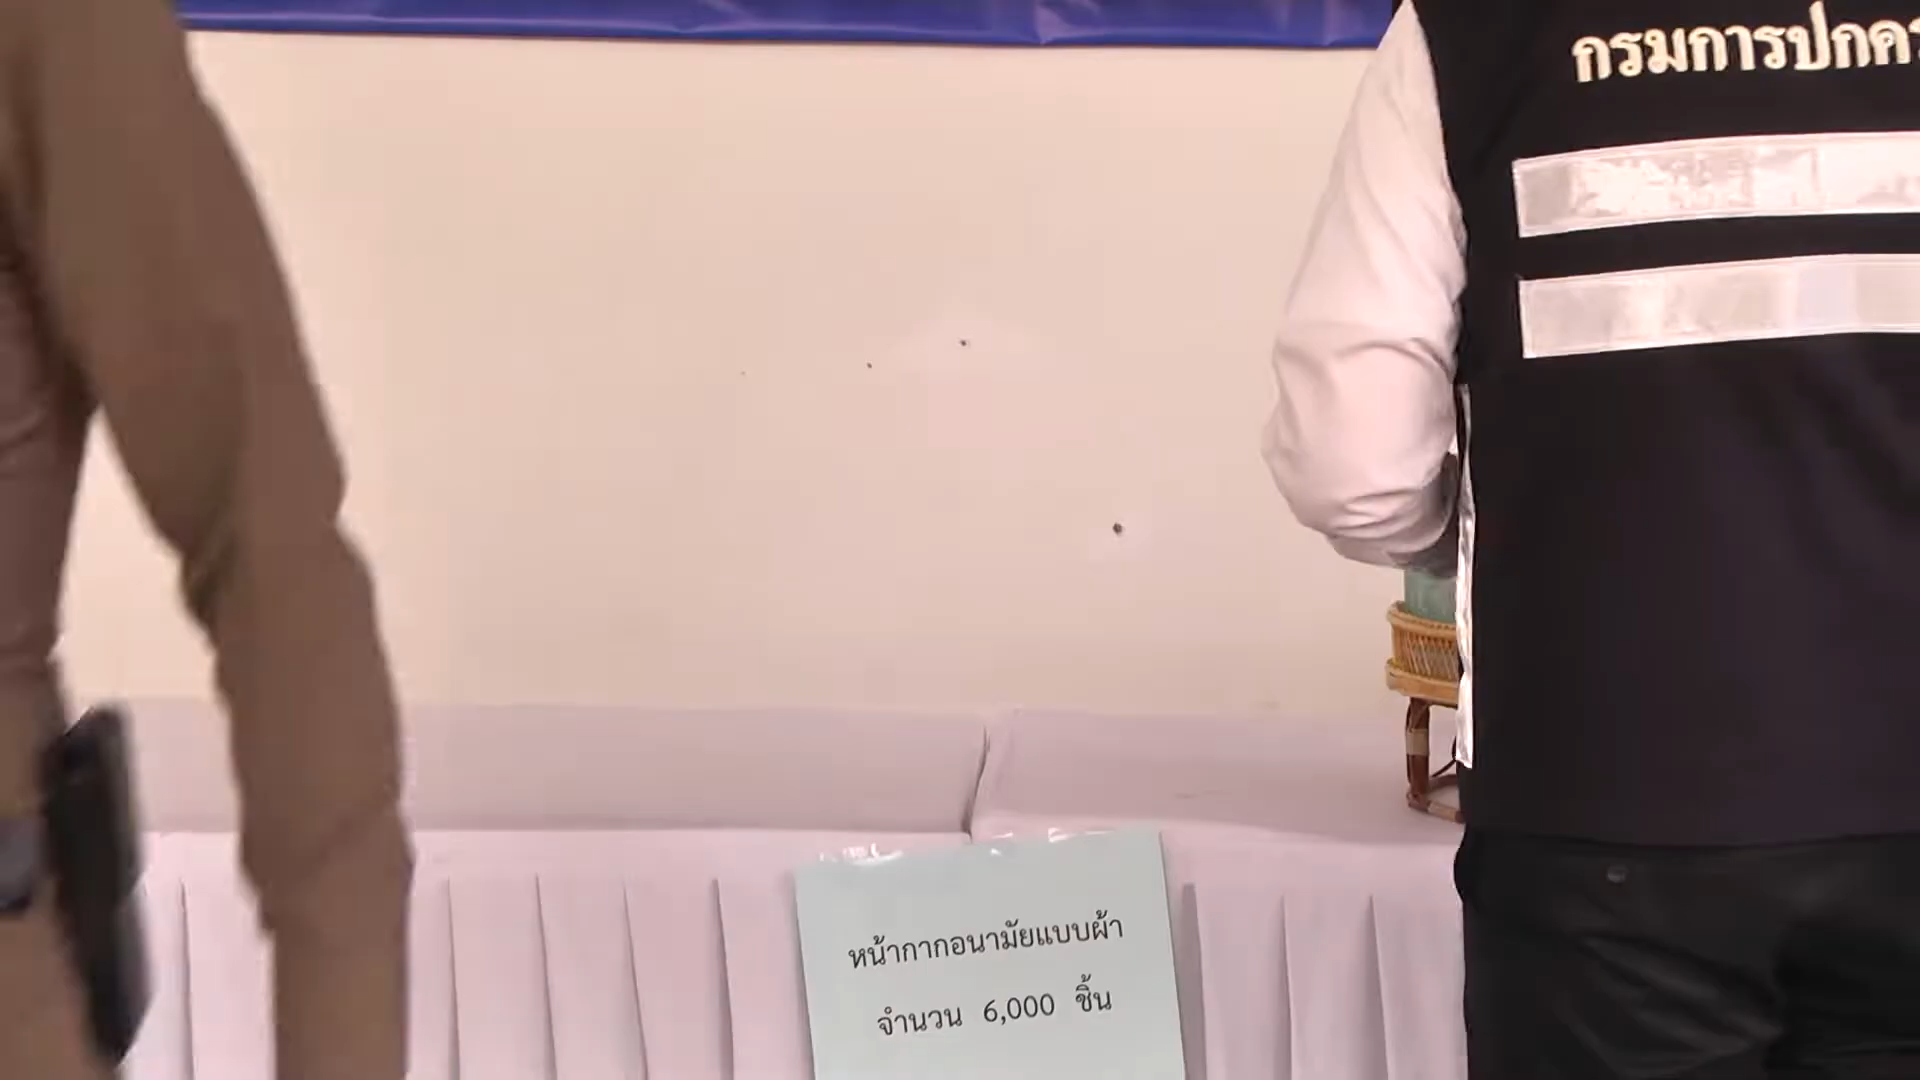 กรมการปกคร
หน้ากากอนามัยแบบผ้า
จำนวน 6,000 ชิ้น